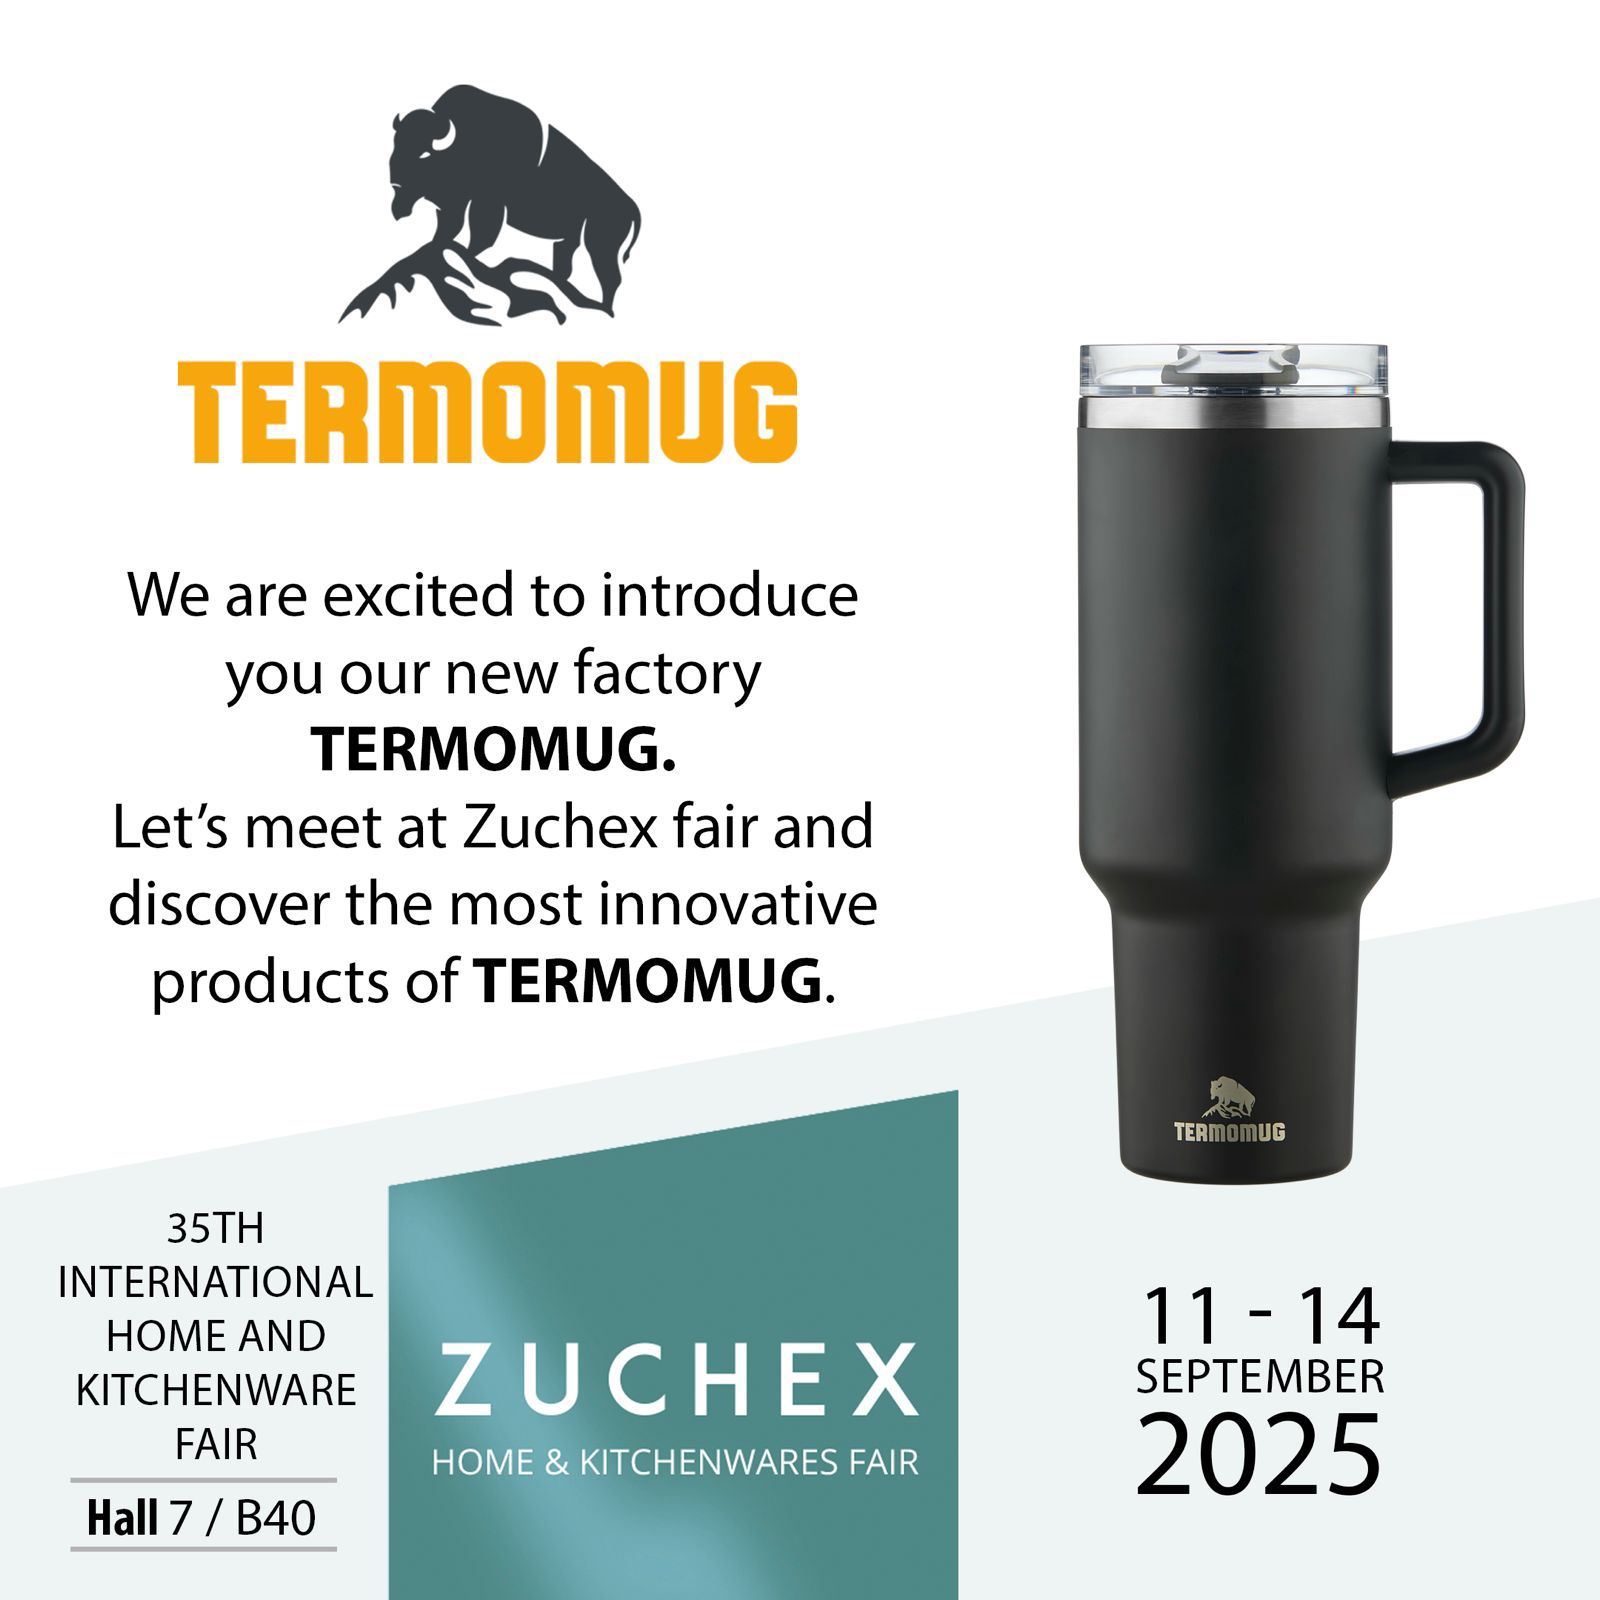 TERMOMUG
We are excited to introduce
you our new factory
TERMOMUG.
Let’s meet at Zuchex fair and
discover the most innovative
products of TERMOMUG.
TERMOMUG
35TH
INTERNATIONAL
HOME AND
KITCHENWARE
FAIR
Hall 7 / B40
ZUCHEX
HOME & KITCHENWARES FAIR
11 - 14
SEPTEMBER
2025